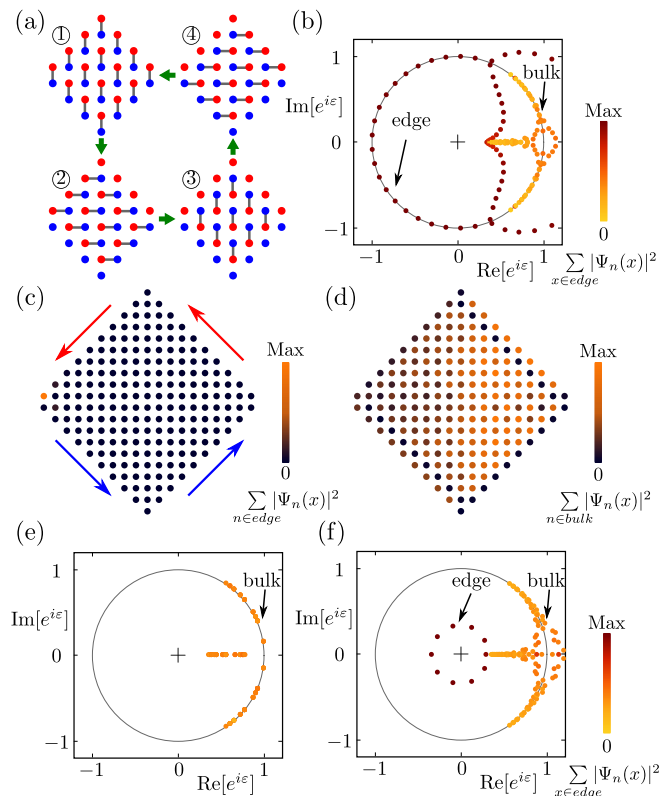 (a)
①
④
②
③
(b)
1
Im[e^{iε}]
0
−1
edge
bulk
−1
0
1
Re[e^{iε}]
Max
0
∑_{x∈edge} |Ψ_n(x)|²
(c)
Max
0
∑_{n∈edge} |Ψ_n(x)|²
(d)
Max
0
∑_{n∈bulk} |Ψ_n(x)|²
(e)
1
Im[e^{iε}]
0
−1
bulk
−1
0
1
Re[e^{iε}]
(f)
1
Im[e^{iε}]
0
−1
edge
bulk
−1
0
1
Re[e^{iε}]
Max
0
∑_{x∈edge} |Ψ_n(x)|²